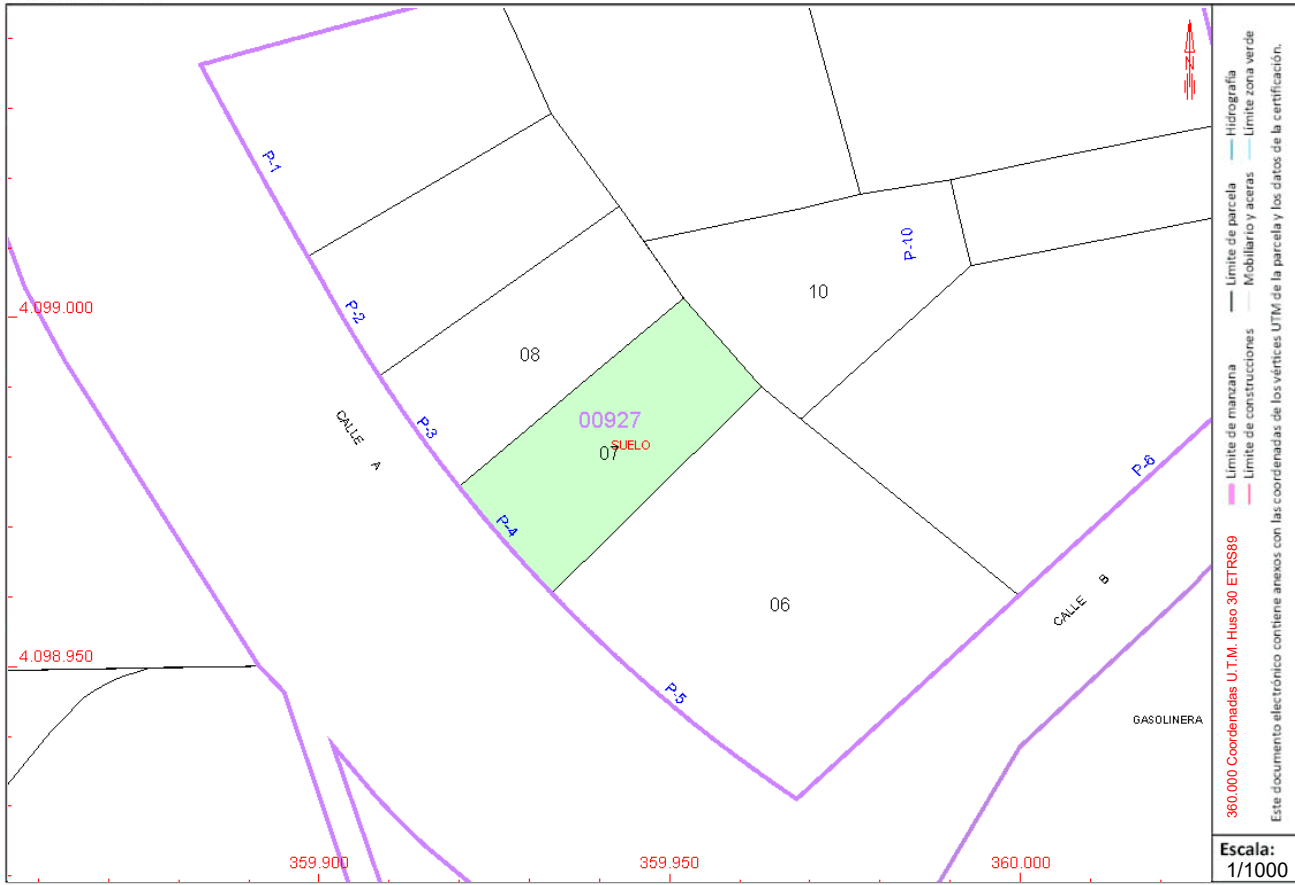 N
P-1
P-2
P-3
P-4
P-5
P-6
P-10
10
08
00927
SUELO
07
06
CALLE A
CALLE B
GASOLINERA
4.099.000
4.098.950
359.900
359.950
360.000
360.000 Coordenadas U.T.M. Huso 30 ETRS89
Límite de manzana
Límite de construcciones
Límite de parcela
Mobiliario y aceras
Hidrografía
Límite zona verde
Este documento electrónico contiene anexos con las coordenadas de los vértices UTM de la parcela y los datos de la certificación.
Escala:
1/1000